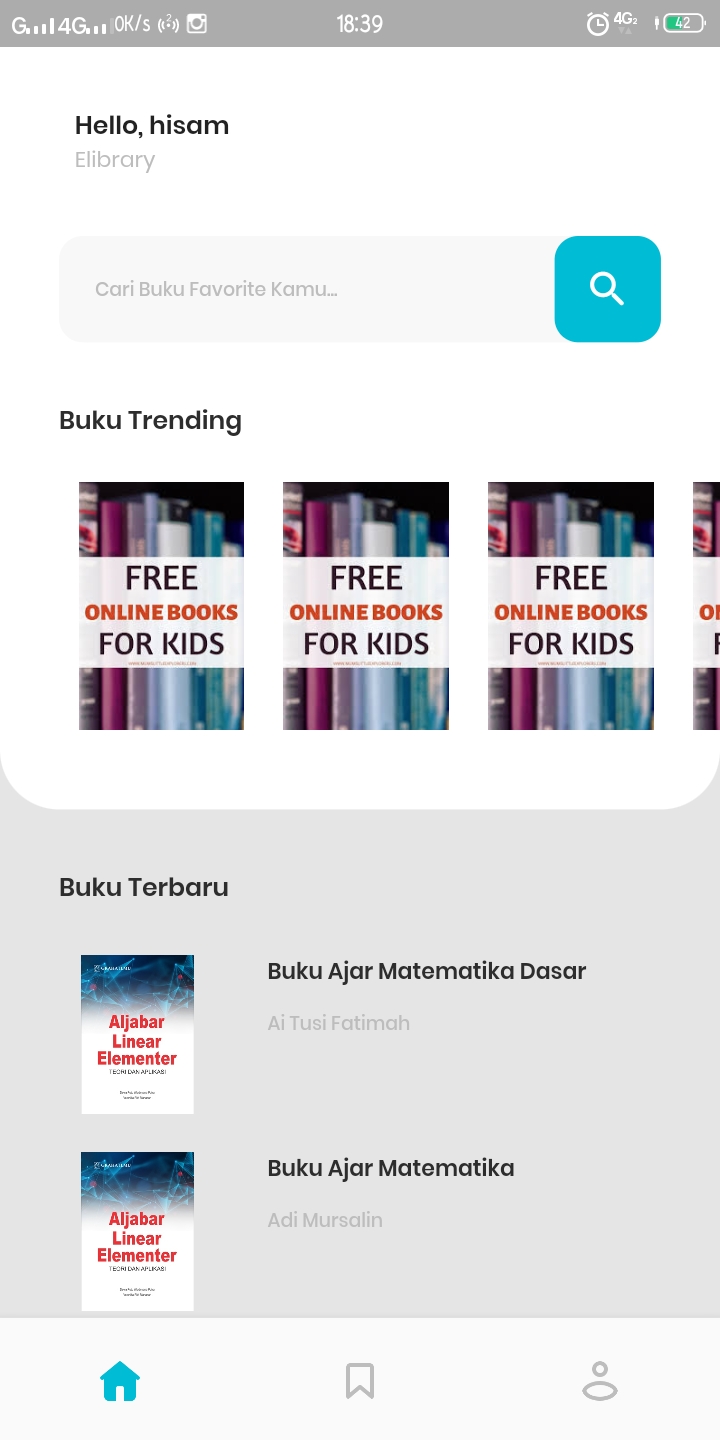 G 4G 0K/s 2 18:39 4G2 42
Hello, hisam
Elibrary
Cari Buku Favorite Kamu...
Buku Trending
FREE
ONLINE BOOKS
FOR KIDS
FREE
ONLINE BOOKS
FOR KIDS
FREE
ONLINE BOOKS
FOR KIDS
Buku Terbaru
Aljabar
Linear
Elementer
TEORI DAN APLIKASI
Buku Ajar Matematika Dasar
Ai Tusi Fatimah
Aljabar
Linear
Elementer
TEORI DAN APLIKASI
Buku Ajar Matematika
Adi Mursalin